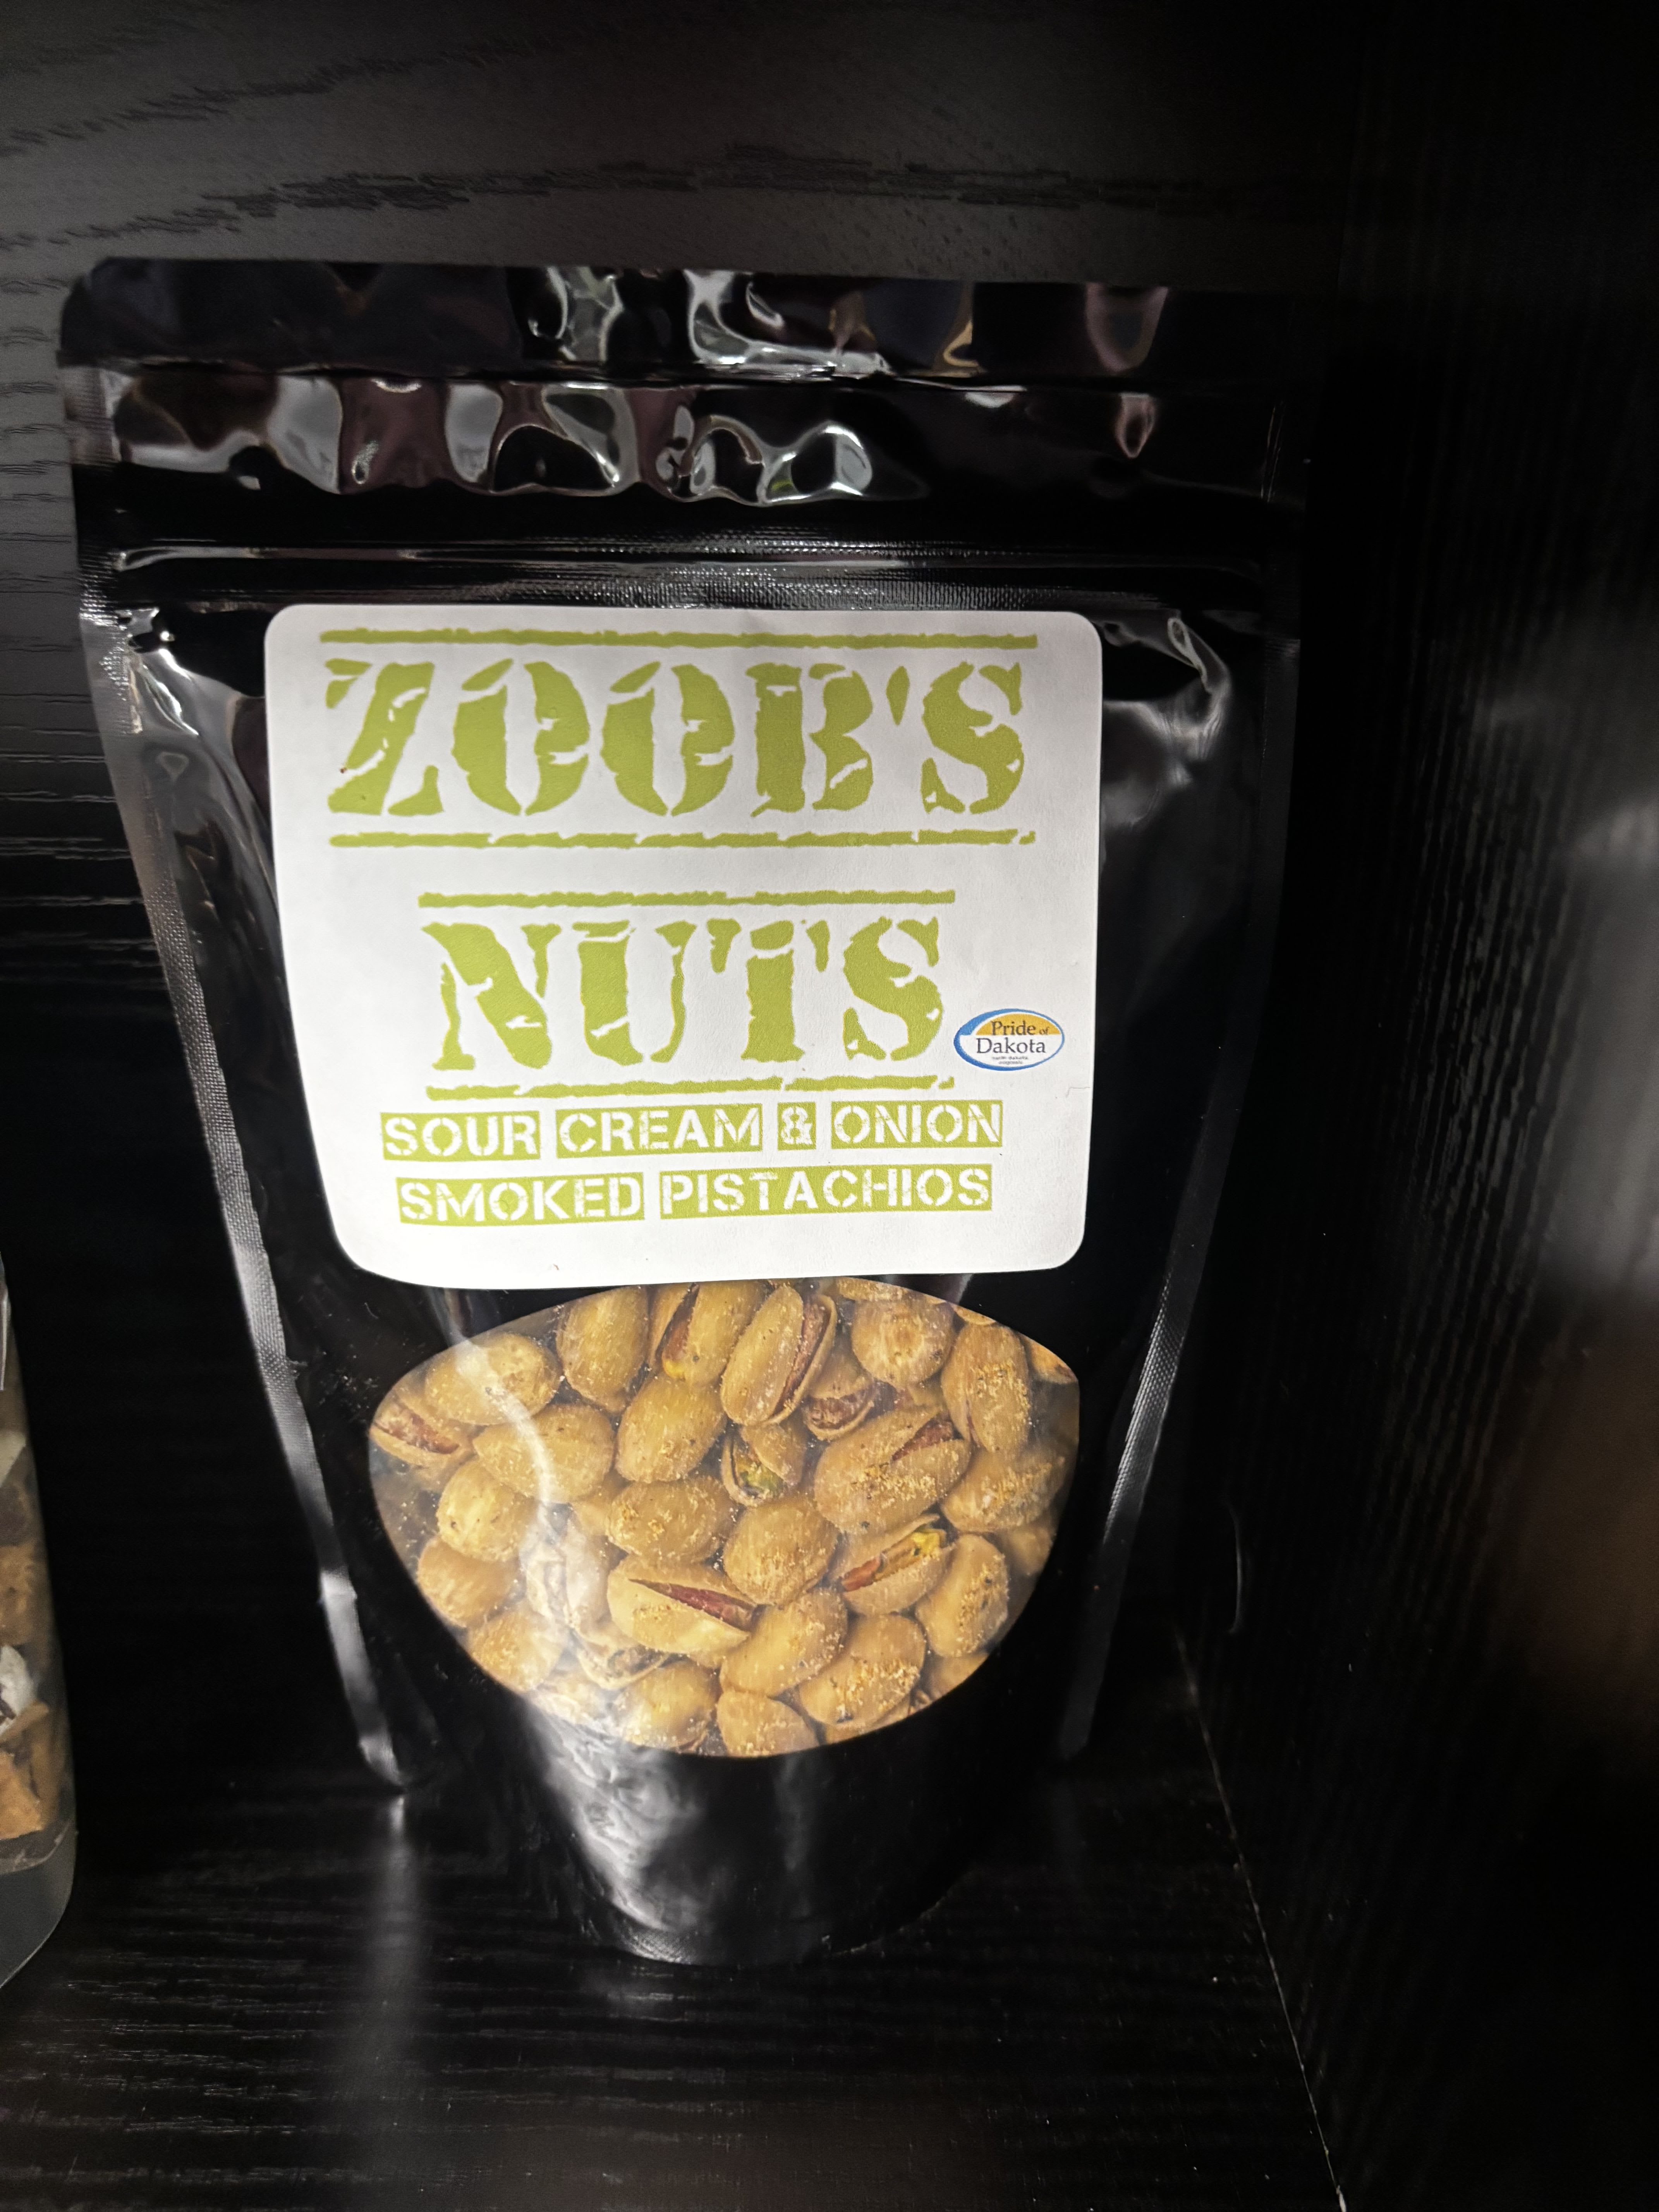 ZOOB'S
NUTS
Pride of
Dakota
SOUR CREAM & ONION
SMOKED PISTACHIOS